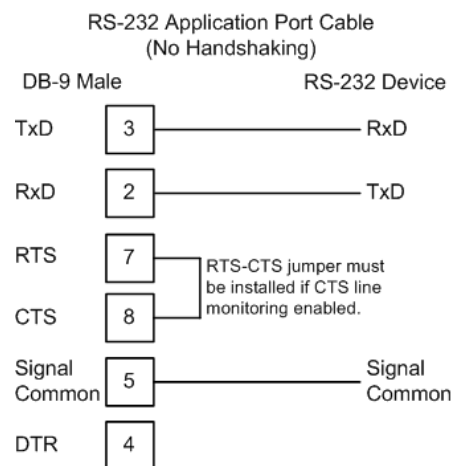 RS-232 Application Port Cable
(No Handshaking)
DB-9 Male RS-232 Device
TxD 3 RxD
RxD 2 TxD
RTS 7
RTS-CTS jumper must
be installed if CTS line
monitoring enabled.
CTS 8
Signal
Common 5 Signal
Common
DTR 4